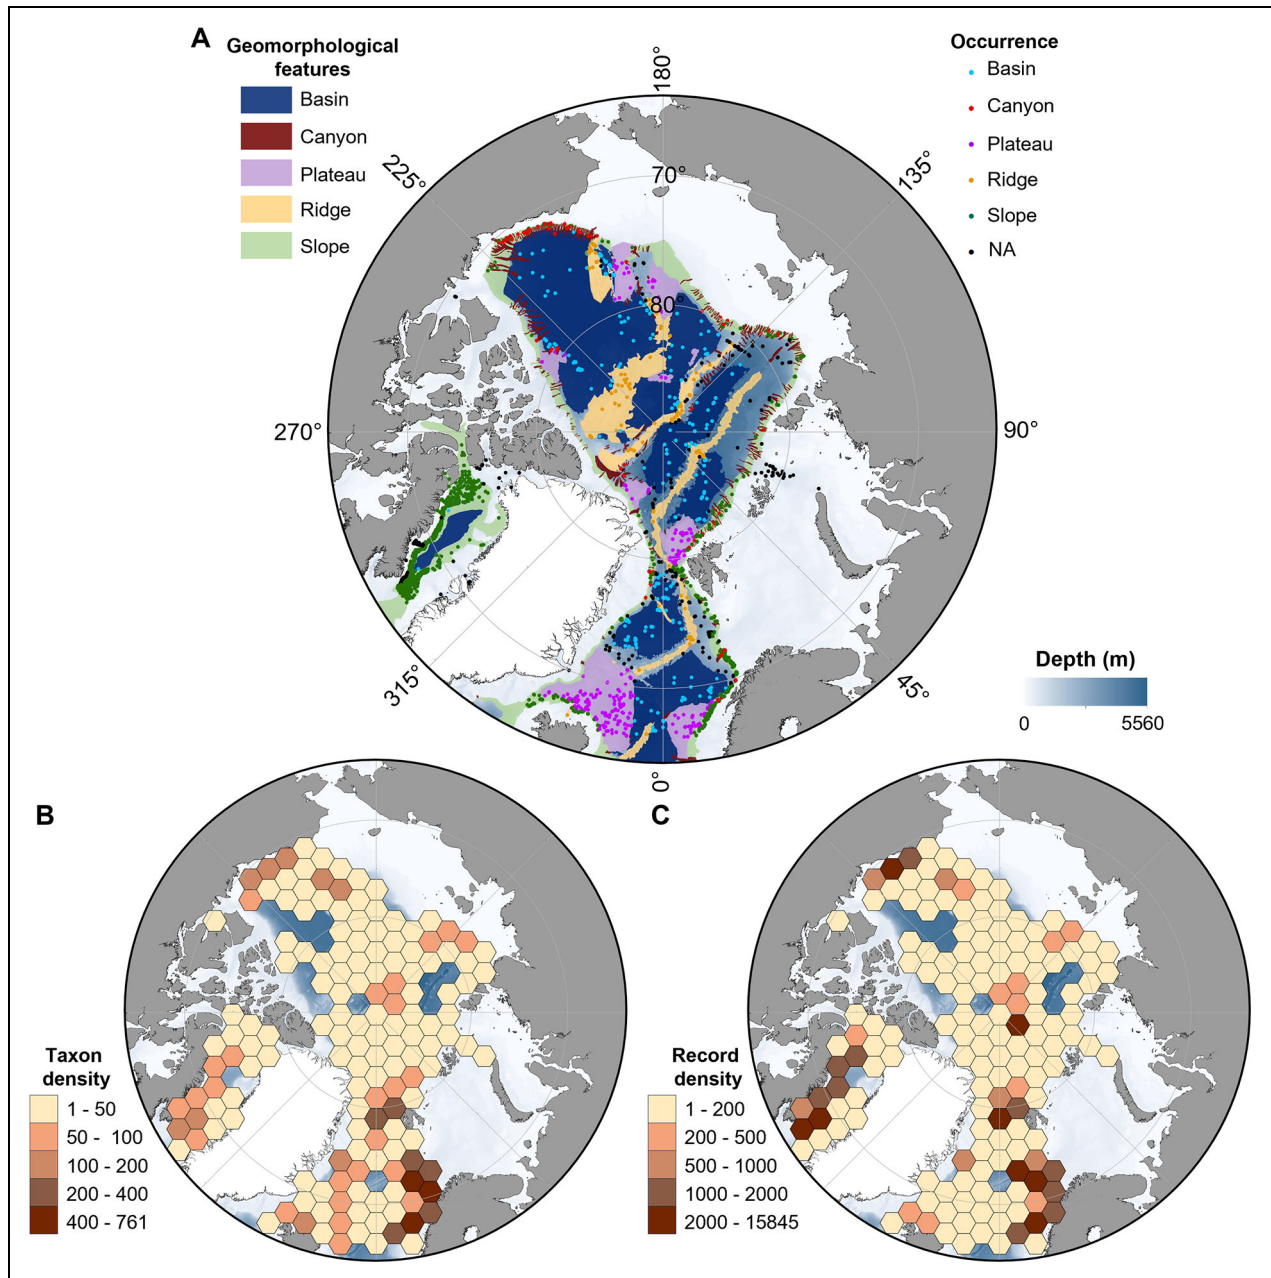 A
Geomorphological
features
Basin
Canyon
Plateau
Ridge
Slope
Occurrence
Basin
Canyon
Plateau
Ridge
Slope
NA
180°
135°
90°
45°
0°
315°
270°
225°
70°
80°
Depth (m)
0 5560
B
Taxon
density
1 - 50
50 - 100
100 - 200
200 - 400
400 - 761
C
Record
density
1 - 200
200 - 500
500 - 1000
1000 - 2000
2000 - 15845